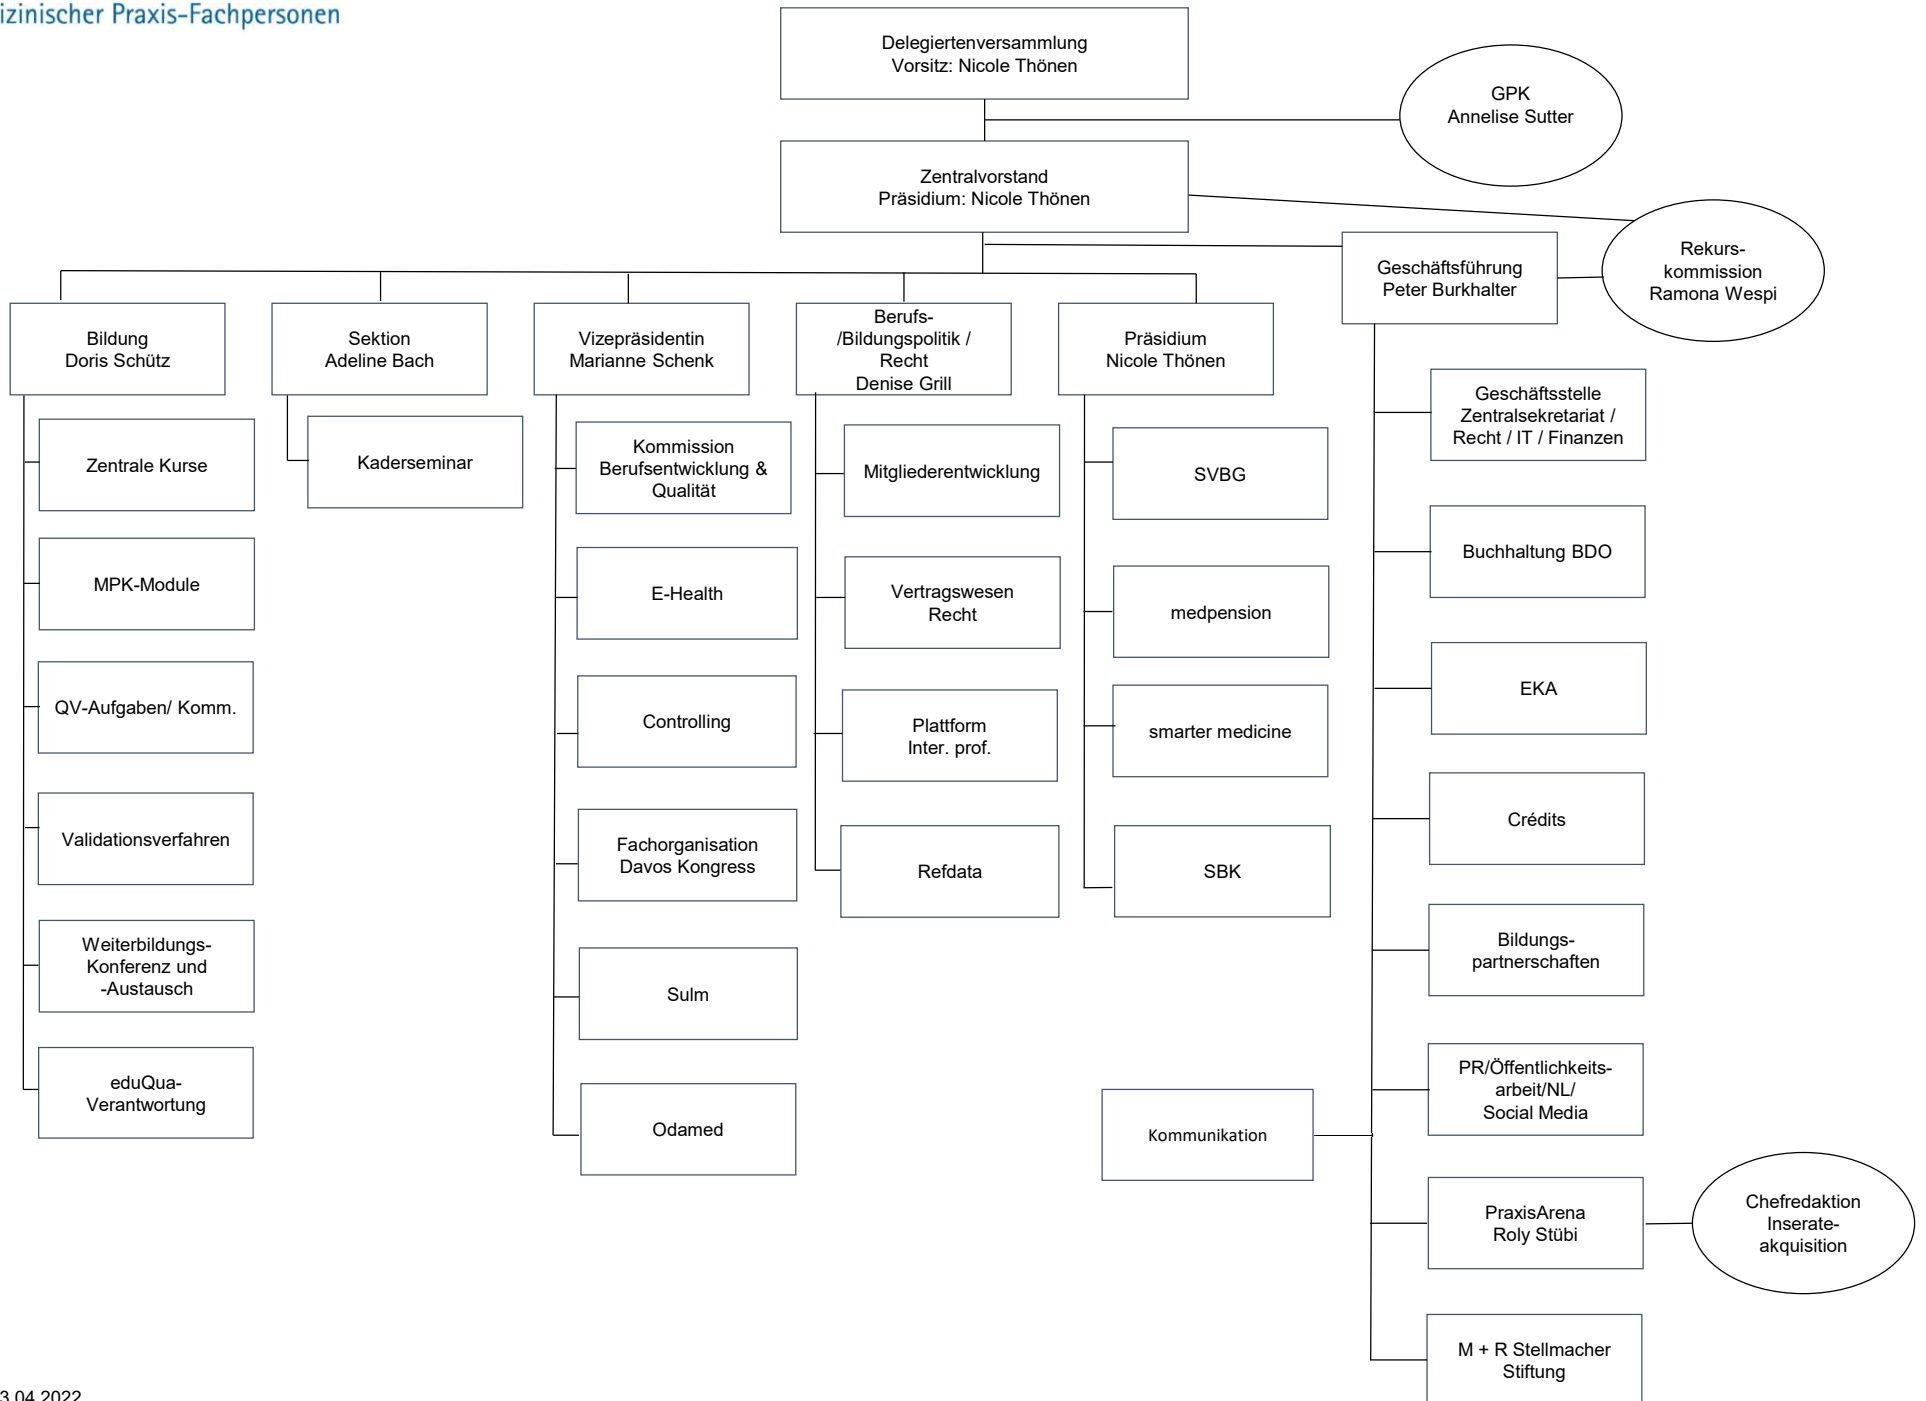 izinischer Praxis-Fachpersonen
Delegiertenversammlung
Vorsitz: Nicole Thönen
GPK
Annelise Sutter
Zentralvorstand
Präsidium: Nicole Thönen
Rekurs-
kommission
Ramona Wespi
Geschäftsführung
Peter Burkhalter
Bildung
Doris Schütz
Sektion
Adeline Bach
Vizepräsidentin
Marianne Schenk
Berufs-
/Bildungspolitik /
Recht
Denise Grill
Präsidium
Nicole Thönen
Zentrale Kurse
MPK-Module
QV-Aufgaben/ Komm.
Validationsverfahren
Weiterbildungs-
Konferenz und
-Austausch
eduQua-
Verantwortung
Kaderseminar
Kommission
Berufsentwicklung &
Qualität
E-Health
Controlling
Fachorganisation
Davos Kongress
Sulm
Odamed
Mitgliederentwicklung
Vertragswesen
Recht
Plattform
Inter. prof.
Refdata
SVBG
medpension
smarter medicine
SBK
Geschäftsstelle
Zentralsekretariat /
Recht / IT / Finanzen
Buchhaltung BDO
EKA
Crédits
Bildungs-
partnerschaften
PR/Öffentlichkeits-
arbeit/NL/
Social Media
Kommunikation
PraxisArena
Roly Stübi
Chefredaktion
Inserate-
akquisition
M + R Stellmacher
Stiftung
3.04.2022